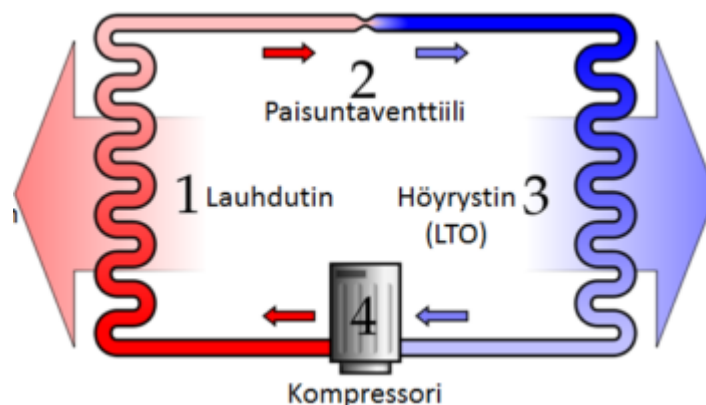 2
Paisuntaventtiili
1 Lauhdutin
Höyrystin 3
(LTO)
4
Kompressori